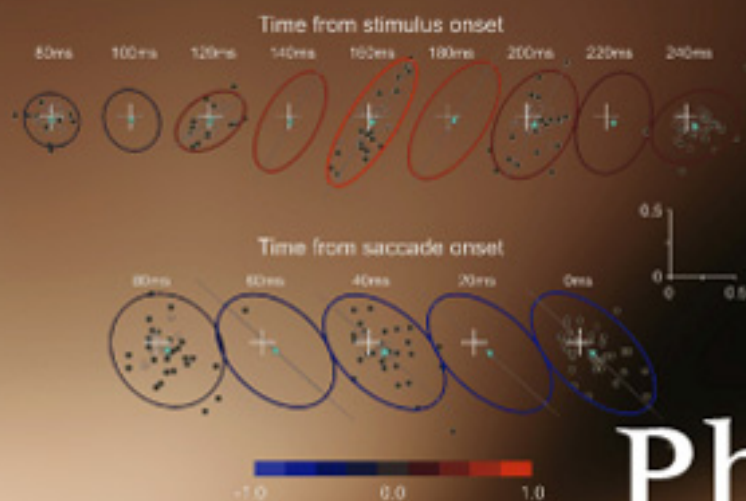 Time from stimulus onset
80ms 100ms 120ms 140ms 160ms 180ms 200ms 220ms 240ms
Time from saccade onset
0.5
0
0 0.5
80ms 60ms 40ms 20ms 0ms
Ph
-1.0 0.0 1.0